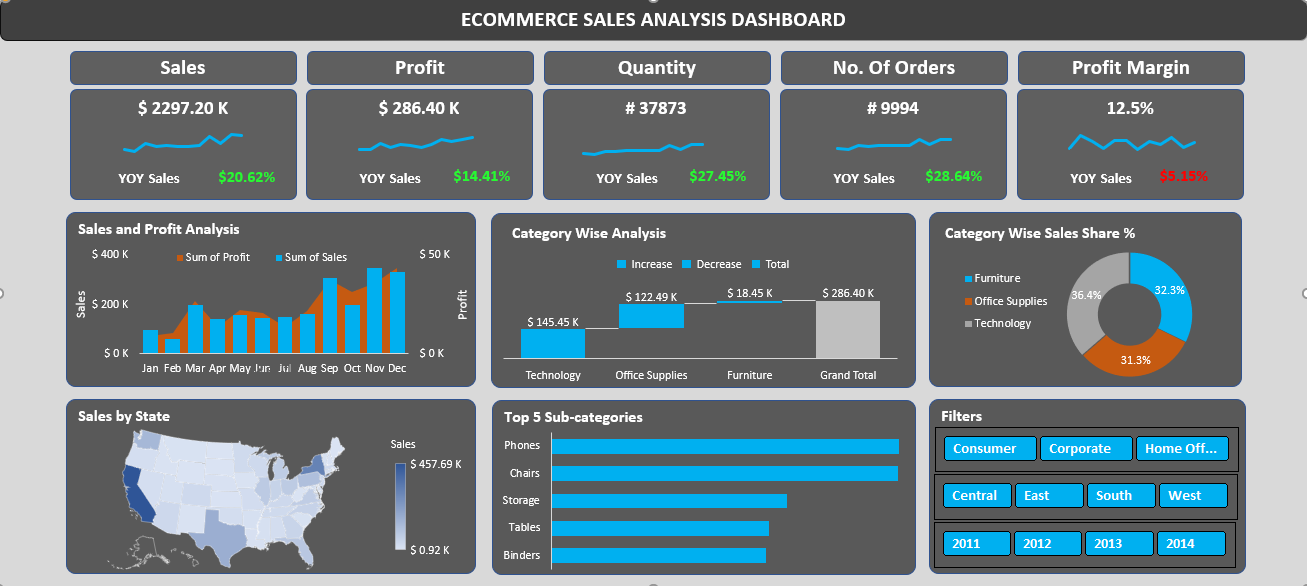 ECOMMERCE SALES ANALYSIS DASHBOARD
Sales
Profit
Quantity
No. Of Orders
Profit Margin
$ 2297.20 K
$ 286.40 K
# 37873
# 9994
12.5%
YOY Sales $20.62%
YOY Sales $14.41%
YOY Sales $27.45%
YOY Sales $28.64%
YOY Sales $5.15%
Sales and Profit Analysis
$ 400 K
Sum of Profit Sum of Sales
$ 50 K
Sales
$ 200 K
Profit
$ 0 K
$ 0 K
Jan Feb Mar Apr May Jun Jul Aug Sep Oct Nov Dec
Category Wise Analysis
Increase Decrease Total
$ 145.45 K
$ 122.49 K
$ 18.45 K
$ 286.40 K
Technology Office Supplies Furniture Grand Total
Category Wise Sales Share %
Furniture
Office Supplies
Technology
36.4%
32.3%
31.3%
Sales by State
Sales
$ 457.69 K
$ 0.92 K
Top 5 Sub-categories
Phones
Chairs
Storage
Tables
Binders
Filters
Consumer Corporate Home Off...
Central East South West
2011 2012 2013 2014